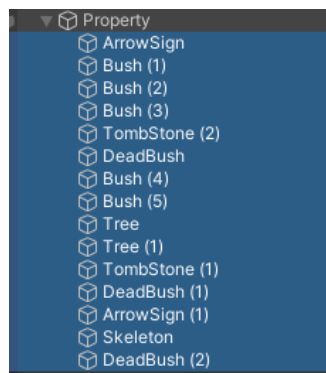 Property
ArrowSign
Bush (1)
Bush (2)
Bush (3)
TombStone (2)
DeadBush
Bush (4)
Bush (5)
Tree
Tree (1)
TombStone (1)
DeadBush (1)
ArrowSign (1)
Skeleton
DeadBush (2)